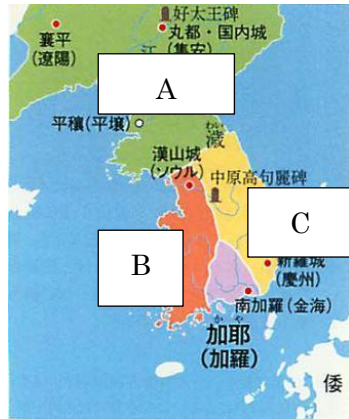 好太王碑
襄平
(遼陽)
丸都・国内城
(集安)
江
A
平穣(平壌)
わい
濊
漢山城
(ソウル)
中原高句麗碑
C
B
新羅城
(慶州)
南加羅(金海)
かや
加耶
(加羅)
倭